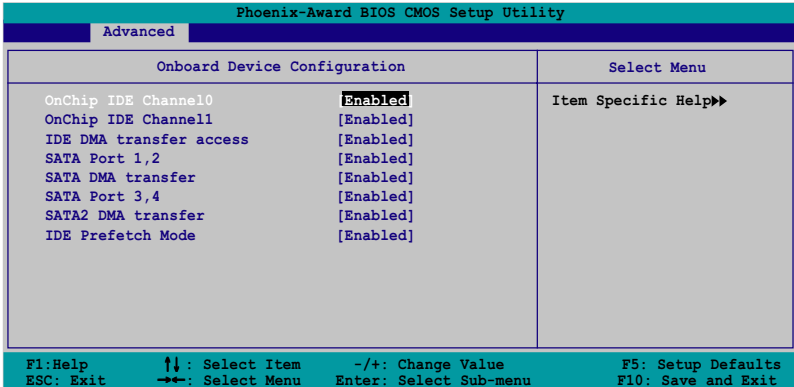 Phoenix-Award BIOS CMOS Setup Utility
Advanced
Onboard Device Configuration
Select Menu
OnChip IDE Channel0 [Enabled]
Item Specific Help▶▶
OnChip IDE Channel1 [Enabled]
IDE DMA transfer access [Enabled]
SATA Port 1,2 [Enabled]
SATA DMA transfer [Enabled]
SATA Port 3,4 [Enabled]
SATA2 DMA transfer [Enabled]
IDE Prefetch Mode [Enabled]
F1:Help ↑↓: Select Item -/+: Change Value F5: Setup Defaults
ESC: Exit →←: Select Menu Enter: Select Sub-menu F10: Save and Exit